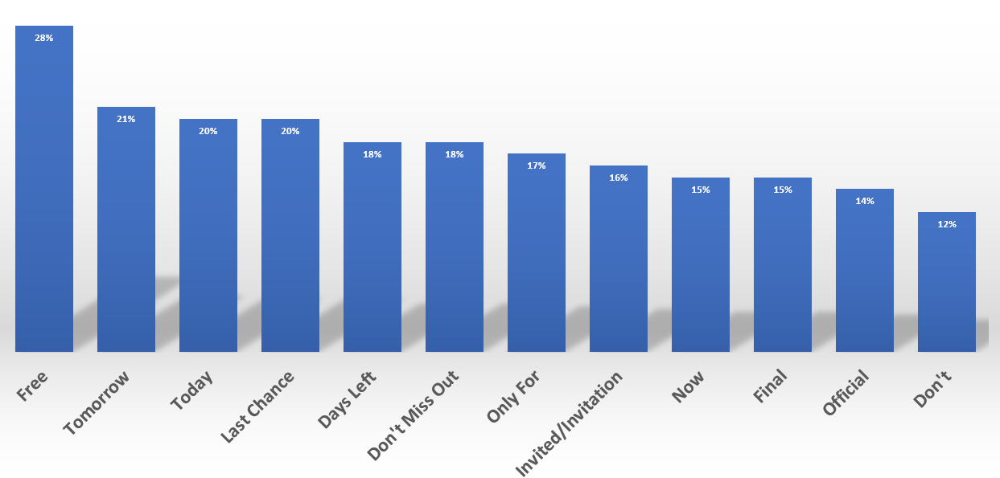 28%
21%
20%
20%
18%
18%
17%
16%
15%
15%
14%
12%
Free
Tomorrow
Today
Last Chance
Days Left
Don't Miss Out
Only For
Invited/Invitation
Now
Final
Official
Don't